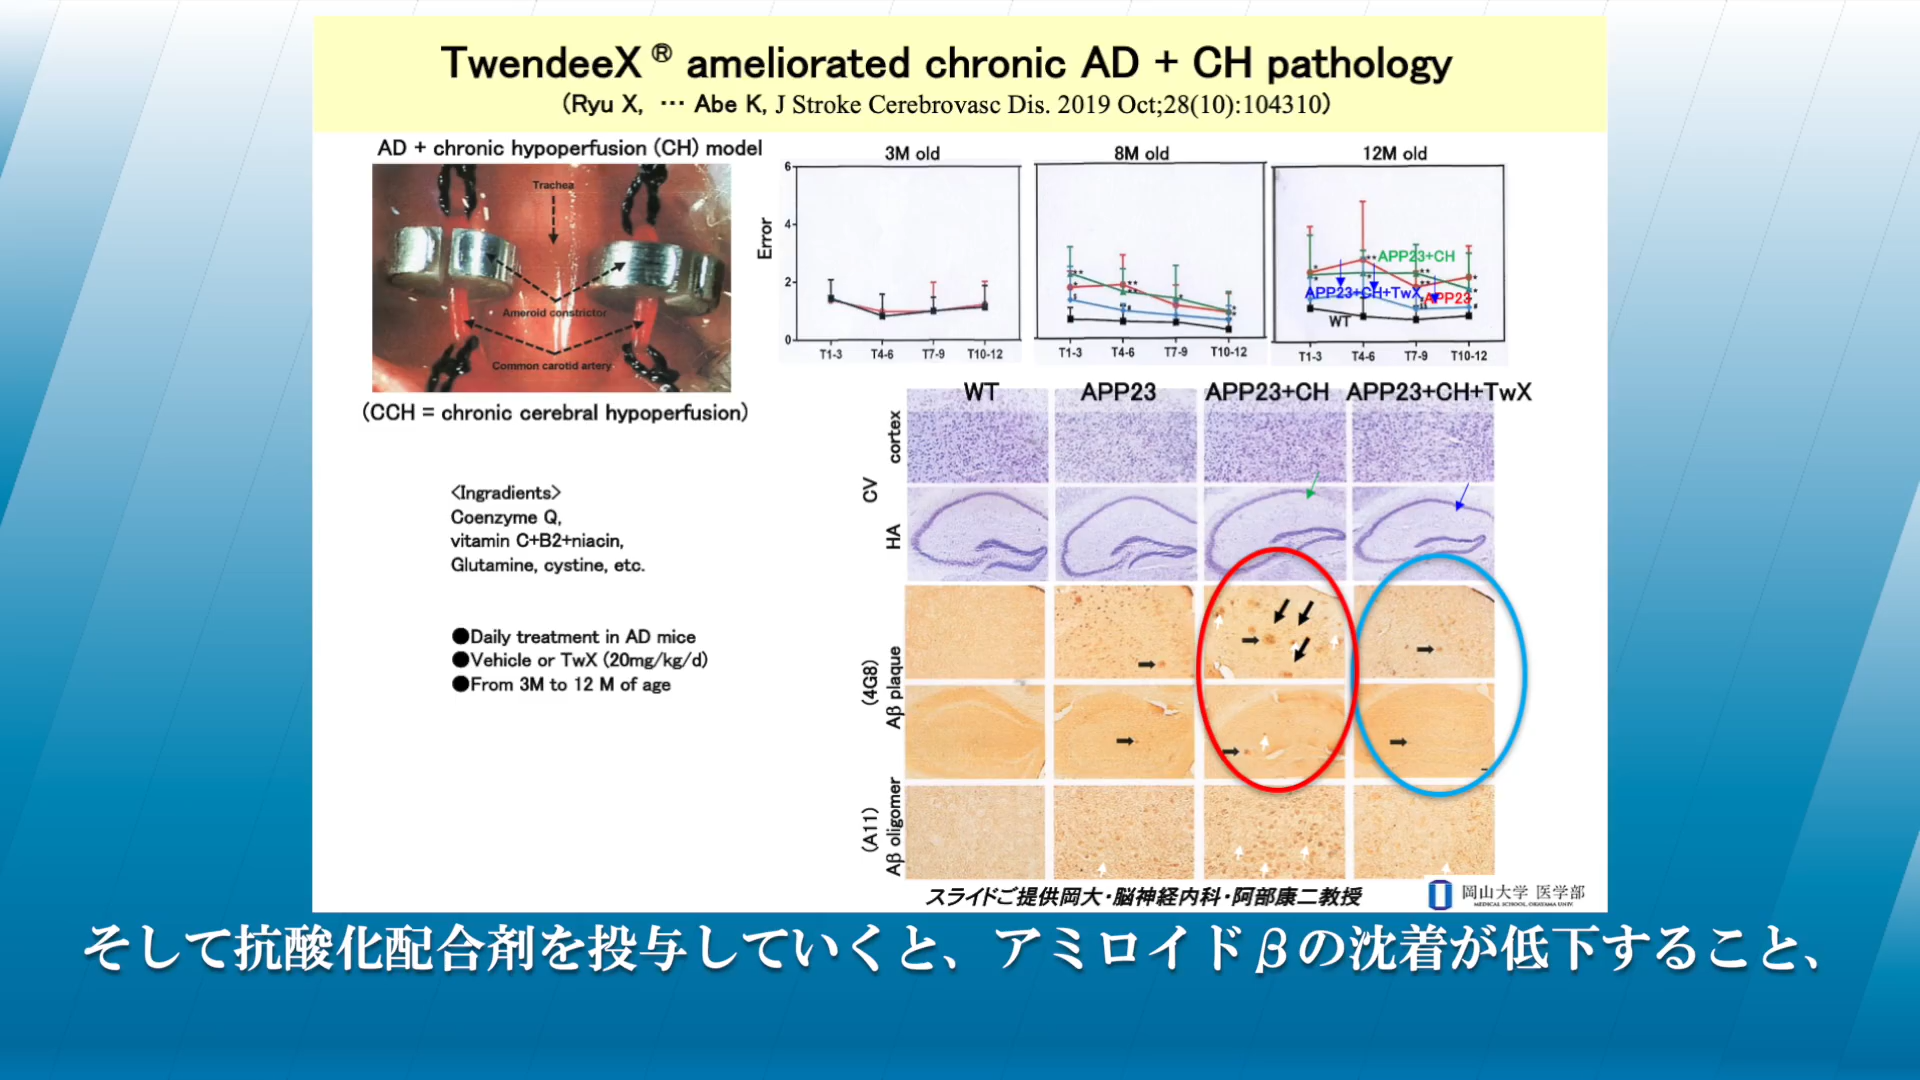 TwendeeX ® ameliorated chronic AD + CH pathology
(Ryu X, … Abe K, J Stroke Cerebrovasc Dis. 2019 Oct;28(10):104310)
AD + chronic hypoperfusion (CH) model
Trachea
Ameroid constrictor
Common carotid artery
(CCH = chronic cerebral hypoperfusion)
<Ingradients>
Coenzyme Q,
vitamin C+B2+niacin,
Glutamine, cystine, etc.
●Daily treatment in AD mice
●Vehicle or TwX (20mg/kg/d)
●From 3M to 12 M of age
3M old 8M old 12M old
Error
6
4
2
0
T1-3 T4-6 T7-9 T10-12
T1-3 T4-6 T7-9 T10-12
T1-3 T4-6 T7-9 T10-12
APP23+CH
APP23+CH+TwX
APP23
WT
WT APP23 APP23+CH APP23+CH+TwX
CV
cortex
HA
(4G8)
Aβ plaque
(A11)
Aβ oligomer
スライドご提供岡大・脳神経内科・阿部康二教授
岡山大学 医学部
MEDICAL SCHOOL, OKAYAMA UNIV.
そして抗酸化配合剤を投与していくと、アミロイドβの沈着が低下すること、